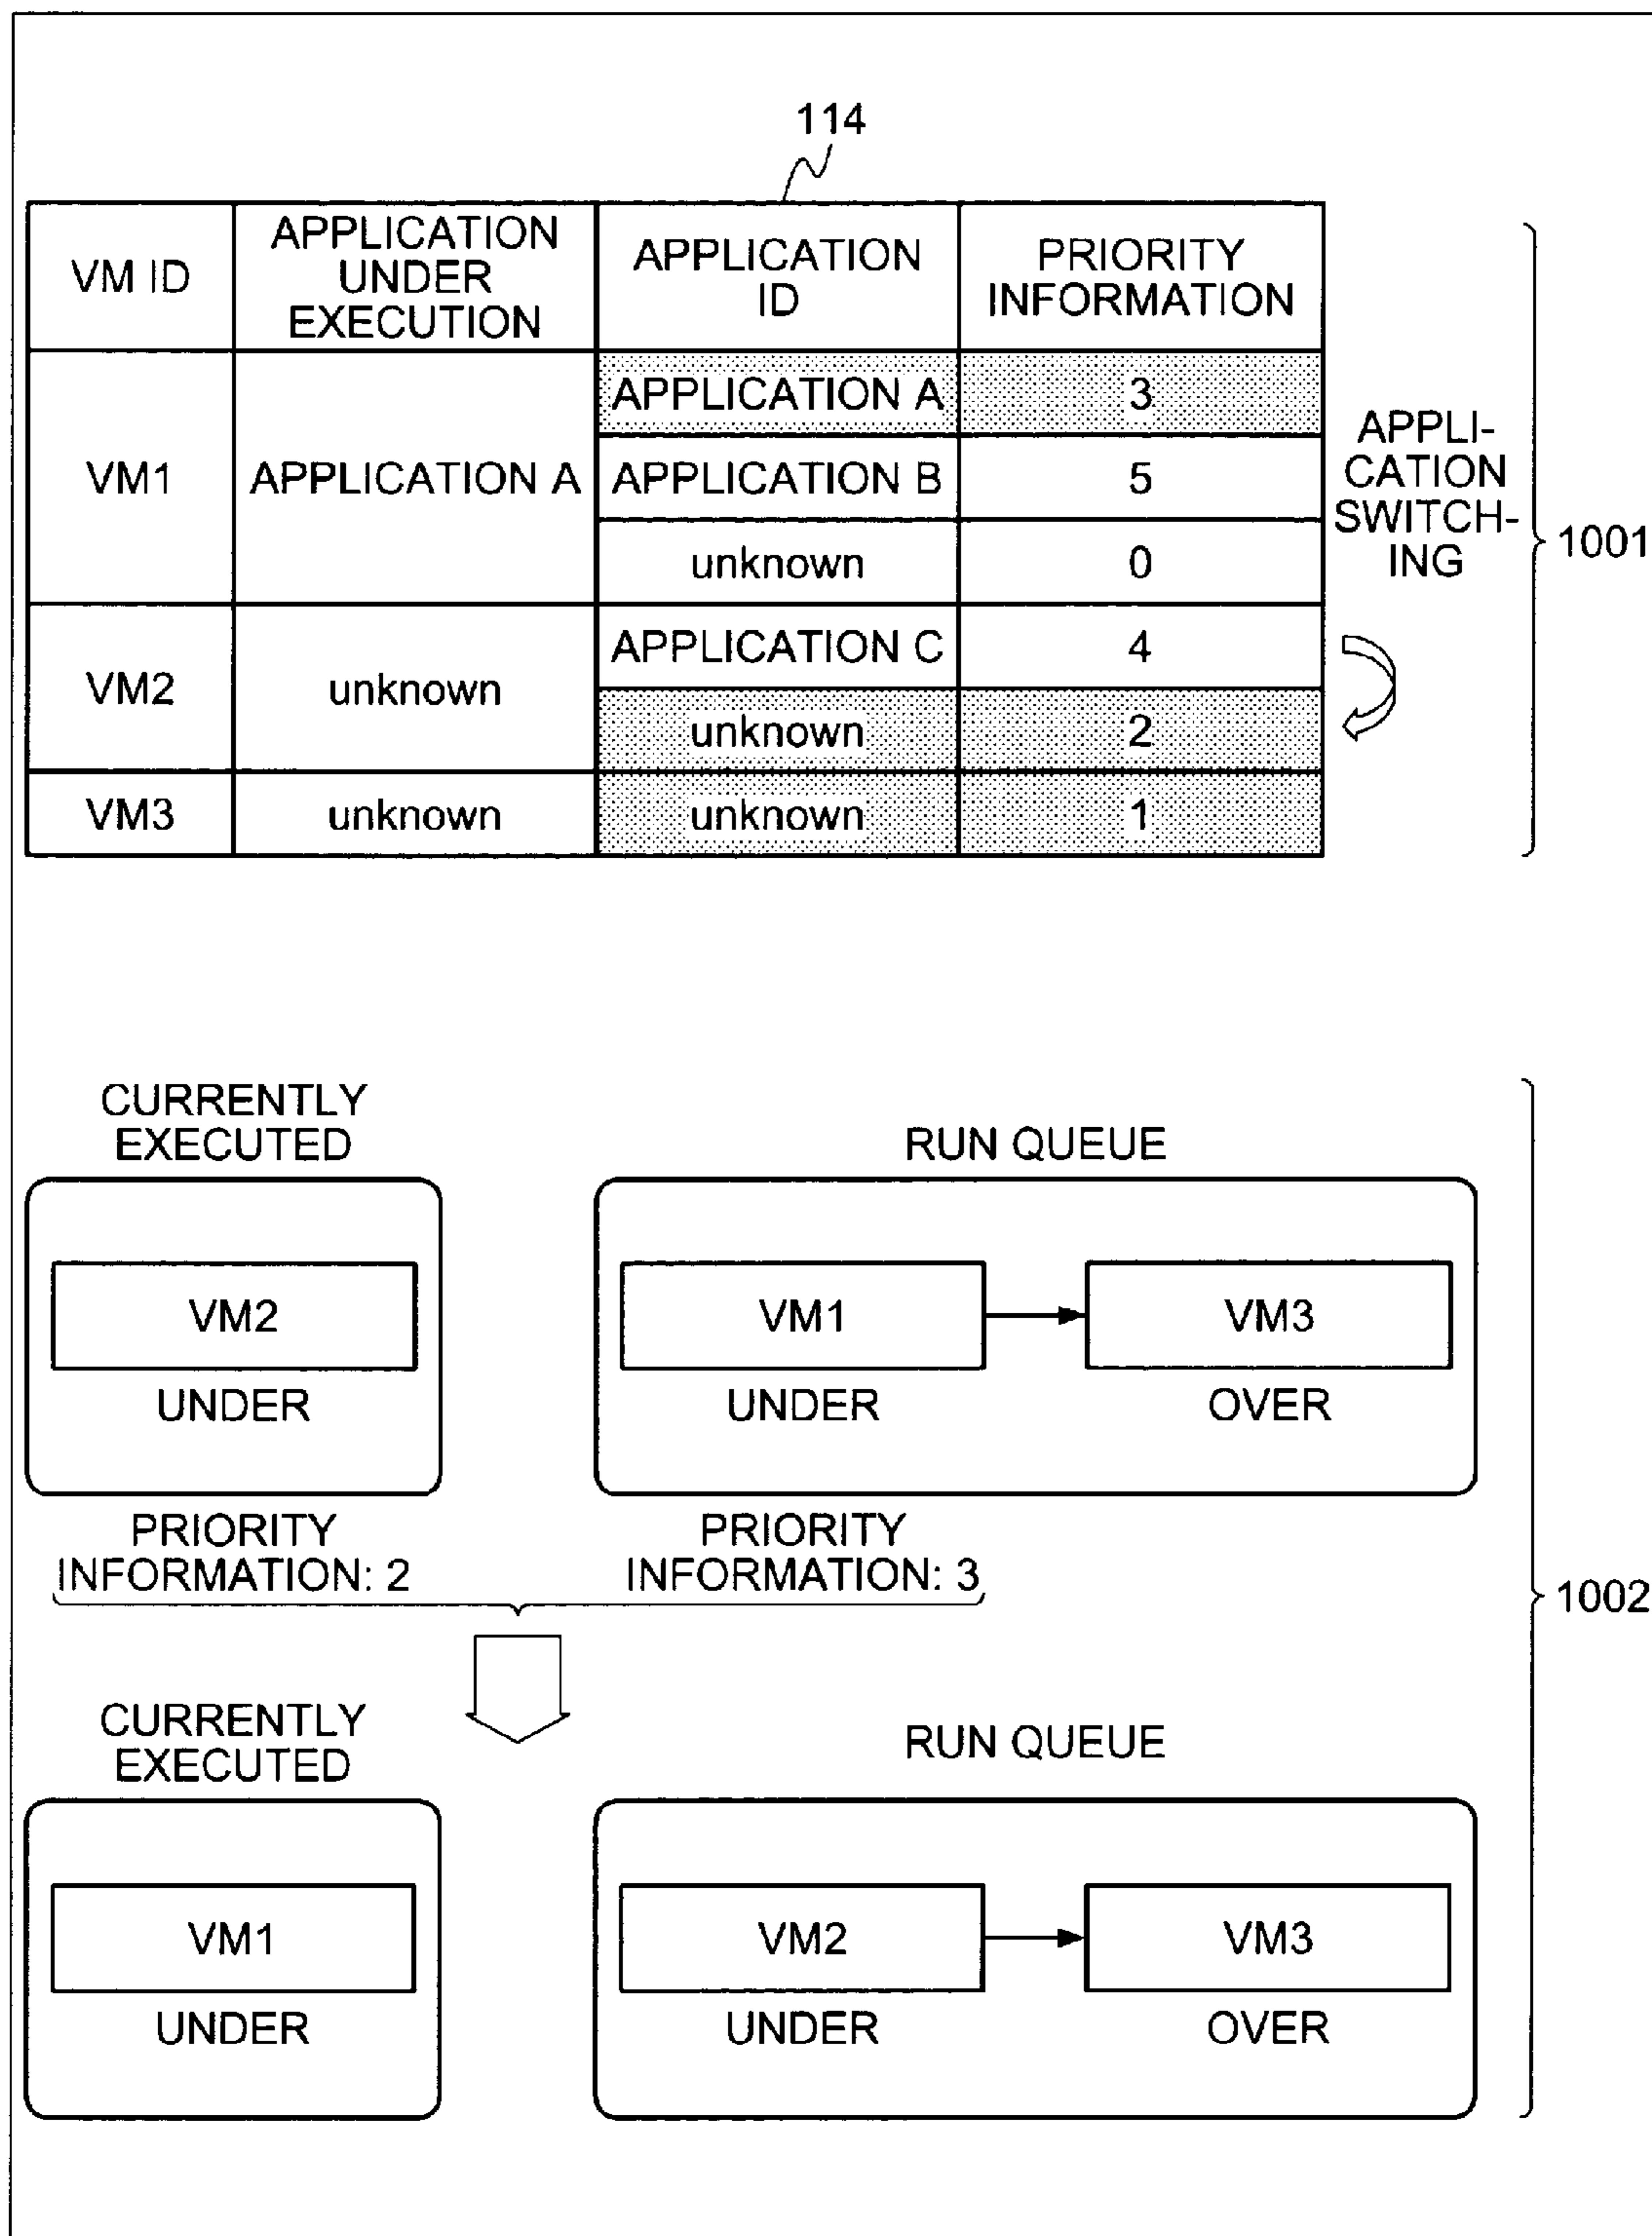 114
VM ID
APPLICATION
UNDER
EXECUTION
APPLICATION
ID
PRIORITY
INFORMATION
VM1
APPLICATION A
APPLICATION A
3
APPLICATION B
5
unknown
0
VM2
unknown
APPLICATION C
4
unknown
2
VM3
unknown
unknown
1
APPLI-
CATION
SWITCH-
ING
1001
CURRENTLY
EXECUTED
RUN QUEUE
VM2
UNDER
VM1
UNDER
VM3
OVER
PRIORITY
INFORMATION: 2
PRIORITY
INFORMATION: 3
1002
CURRENTLY
EXECUTED
RUN QUEUE
VM1
UNDER
VM2
UNDER
VM3
OVER